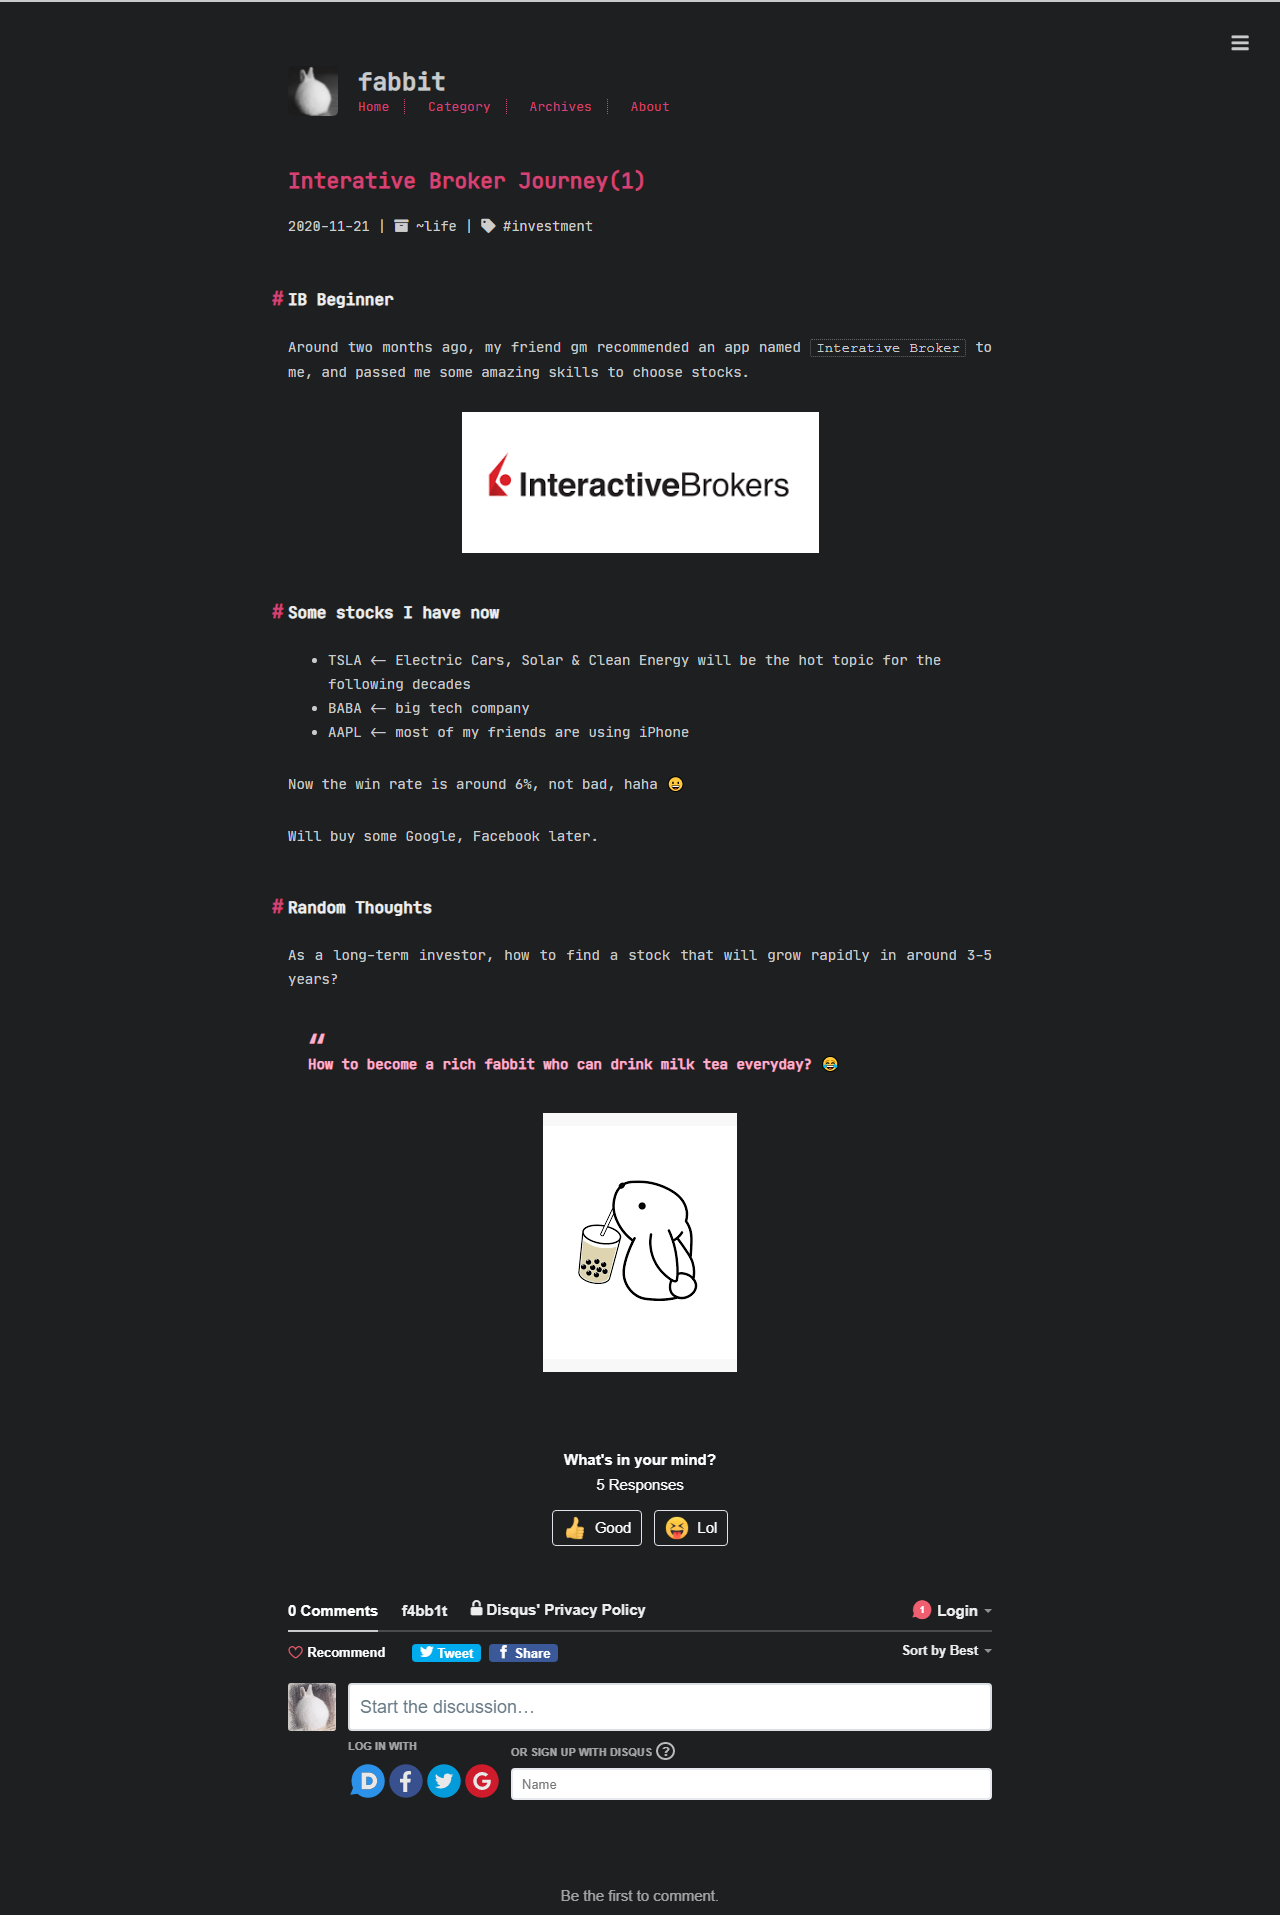 fabbit
Home Category Archives About
Interative Broker Journey(1)
2020-11-21 | ~life | #investment
#IB Beginner
Around two months ago, my friend gm recommended an app named Interative Broker to
me, and passed me some amazing skills to choose stocks.
InteractiveBrokers
#Some stocks I have now
• TSLA <- Electric Cars, Solar & Clean Energy will be the hot topic for the
following decades
• BABA <- big tech company
• AAPL <- most of my friends are using iPhone
Now the win rate is around 6%, not bad, haha 😀
Will buy some Google, Facebook later.
#Random Thoughts
As a long-term investor, how to find a stock that will grow rapidly in around 3-5
years?
“
How to become a rich fabbit who can drink milk tea everyday? 😂
What's in your mind?
5 Responses
👍 Good 😝 Lol
0 Comments f4bb1t Disqus' Privacy Policy 1 Login
Recommend Tweet Share Sort by Best
Start the discussion…
LOG IN WITH
OR SIGN UP WITH DISQUS ?
Name
Be the first to comment.